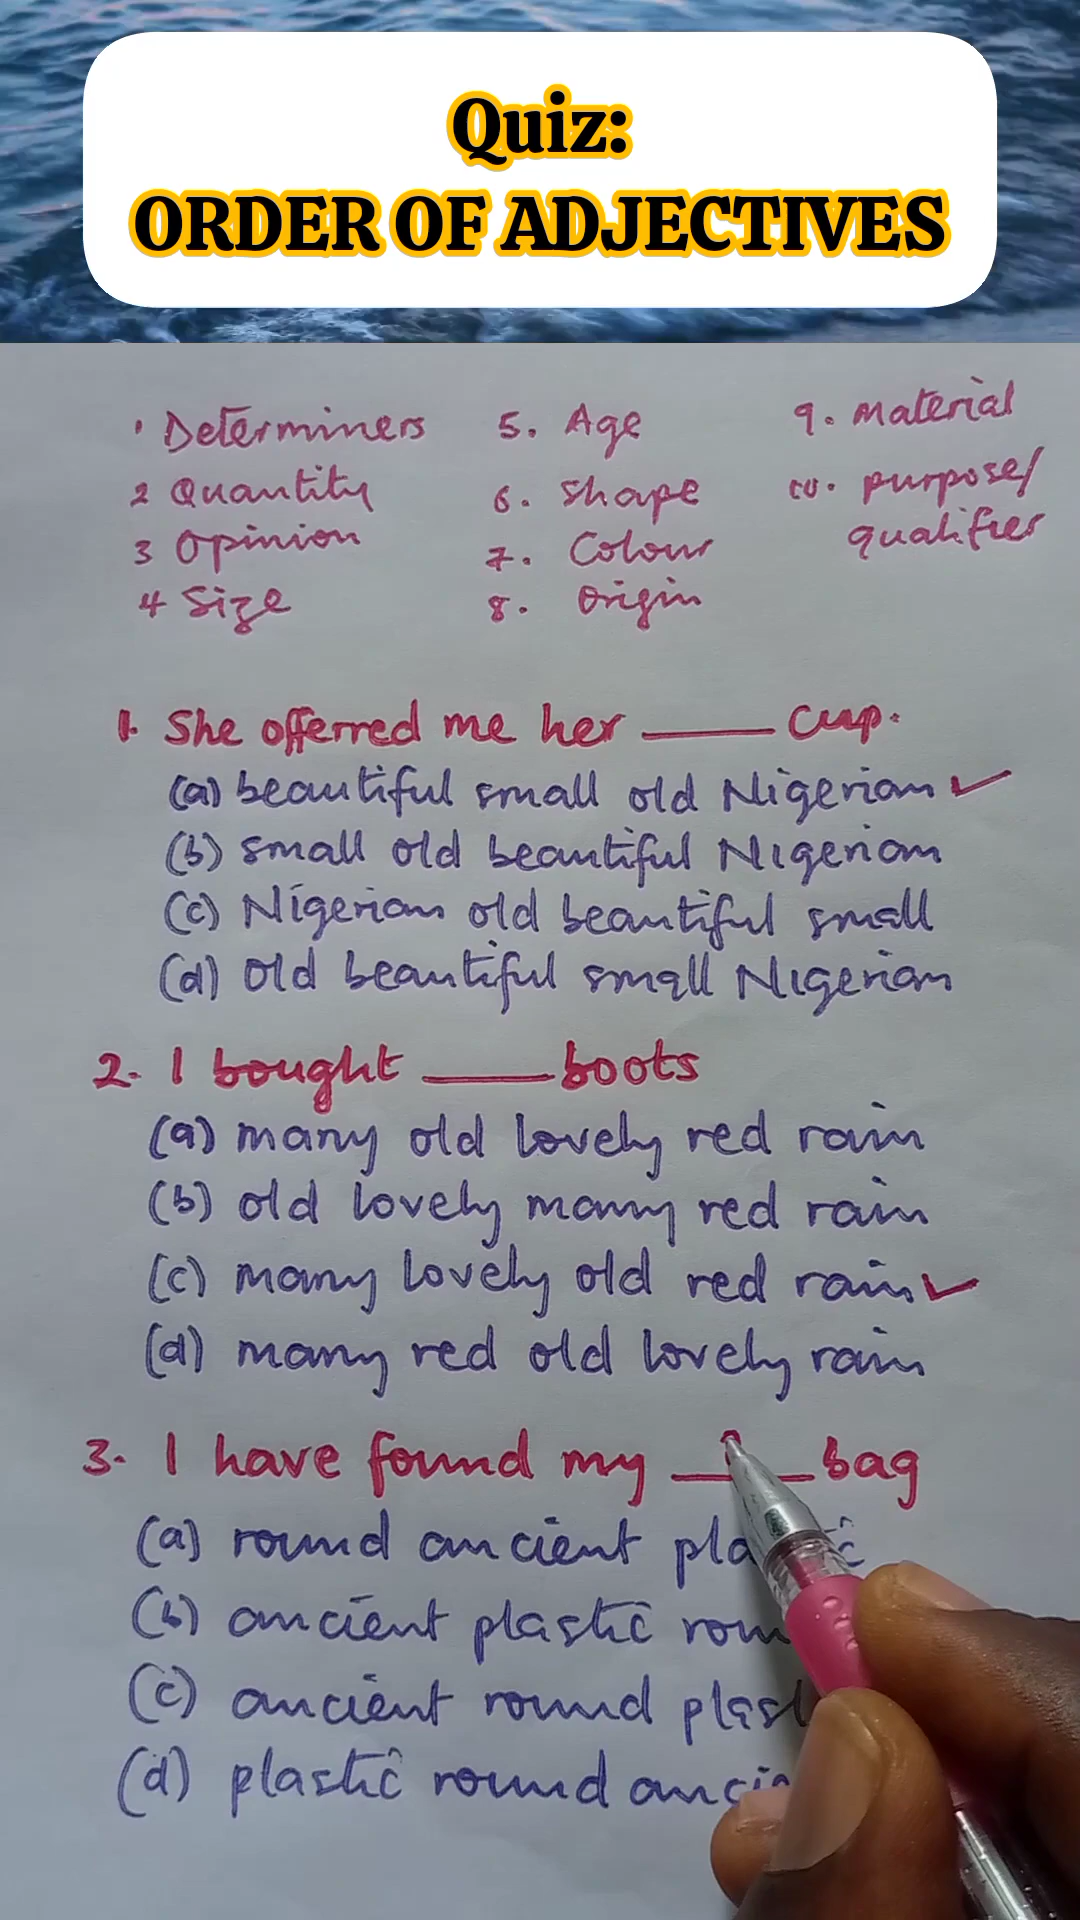 Quiz:
ORDER OF ADJECTIVES
1 Determiners
2 Quantity
3 Opinion
4 Size
5. Age
6. Shape
7. Colour
8. Origin
9. Material
10. purpose/
qualifier
1. She offerred me her ____ Cup.
(a) beautiful small old Nigerian ✓
(b) small old beautiful Nigerian
(c) Nigerian old beautiful small
(d) old beautiful small Nigerian
2. I bought ____ boots
(a) many old lovely red rain
(b) old lovely many red rain
(c) many lovely old red rain ✓
(d) many red old lovely rain
3. I have found my ____ bag
(a) round ancient
(b) ancient plastic
(c) ancient round
(d) plastic round